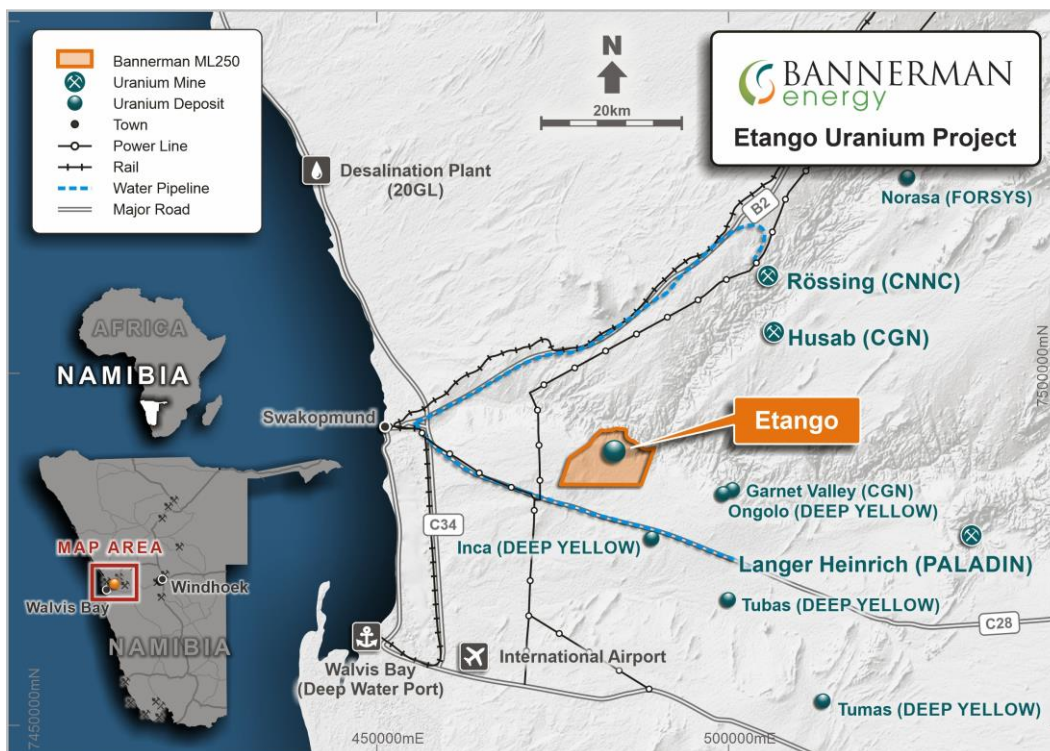 Bannerman ML250
Uranium Mine
Uranium Deposit
Town
Power Line
Rail
Water Pipeline
Major Road
N
20km
BANNERMAN
energy
Etango Uranium Project
Desalination Plant
(20GL)
B2
Norasa (FORSYS)
Rössing (CNNC)
Husab (CGN)
7500000mN
AFRICA
NAMIBIA
Swakopmund
Etango
Garnet Valley (CGN)
Ongolo (DEEP YELLOW)
C34
Inca (DEEP YELLOW)
Langer Heinrich (PALADIN)
MAP AREA
Windhoek
Walvis Bay
NAMIBIA
Tubas (DEEP YELLOW)
C28
Walvis Bay
(Deep Water Port)
International Airport
Tumas (DEEP YELLOW)
7450000mN
450000mE
500000mE